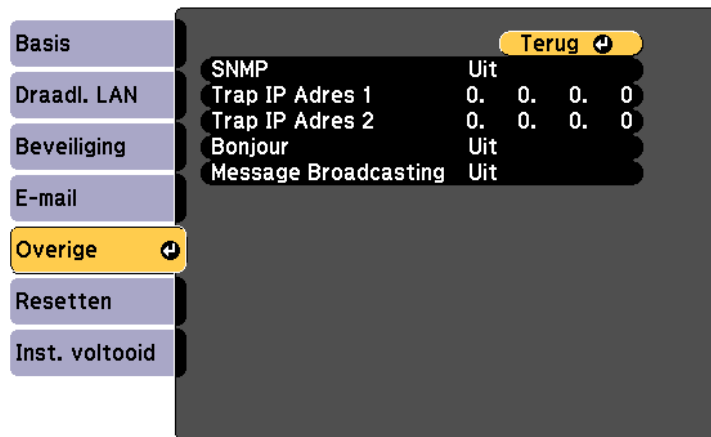 Basis
Draadl. LAN
Beveiliging
E-mail
Overige
Resetten
Inst. voltooid
Terug
SNMP Uit
Trap IP Adres 1 0. 0. 0. 0
Trap IP Adres 2 0. 0. 0. 0
Bonjour Uit
Message Broadcasting Uit